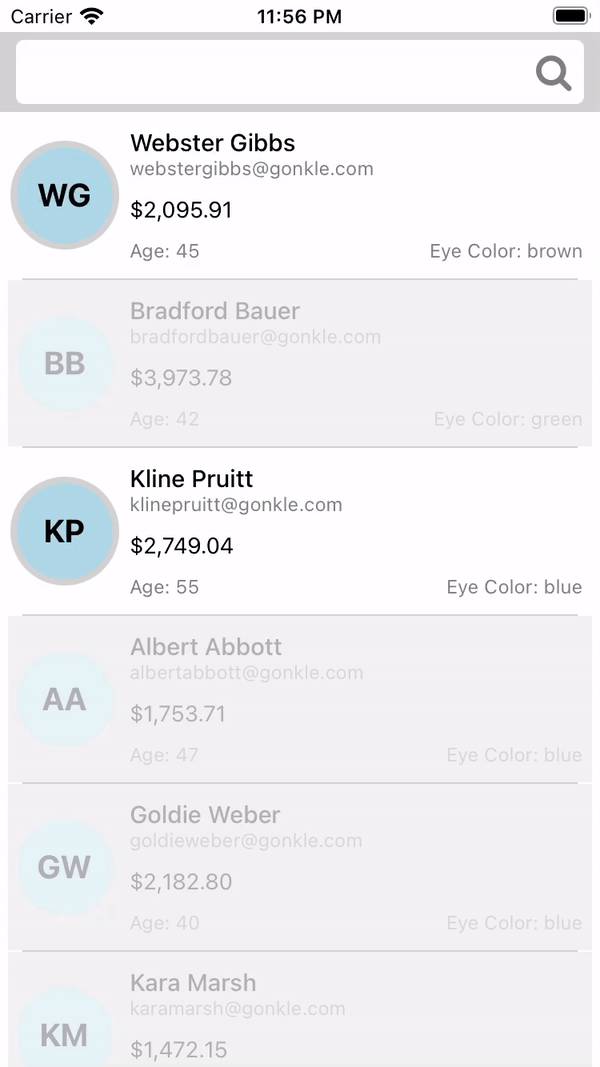 Carrier 11:56 PM
Webster Gibbs
webstergibbs@gonkle.com
WG
$2,095.91
Age: 45 Eye Color: brown
Bradford Bauer
bradfordbauer@gonkle.com
BB
$3,973.78
Age: 42 Eye Color: green
Kline Pruitt
klinepruitt@gonkle.com
KP
$2,749.04
Age: 55 Eye Color: blue
Albert Abbott
albertabbott@gonkle.com
AA
$1,753.71
Age: 47 Eye Color: blue
Goldie Weber
goldieweber@gonkle.com
GW
$2,182.80
Age: 40 Eye Color: blue
Kara Marsh
karamarsh@gonkle.com
KM
$1,472.15